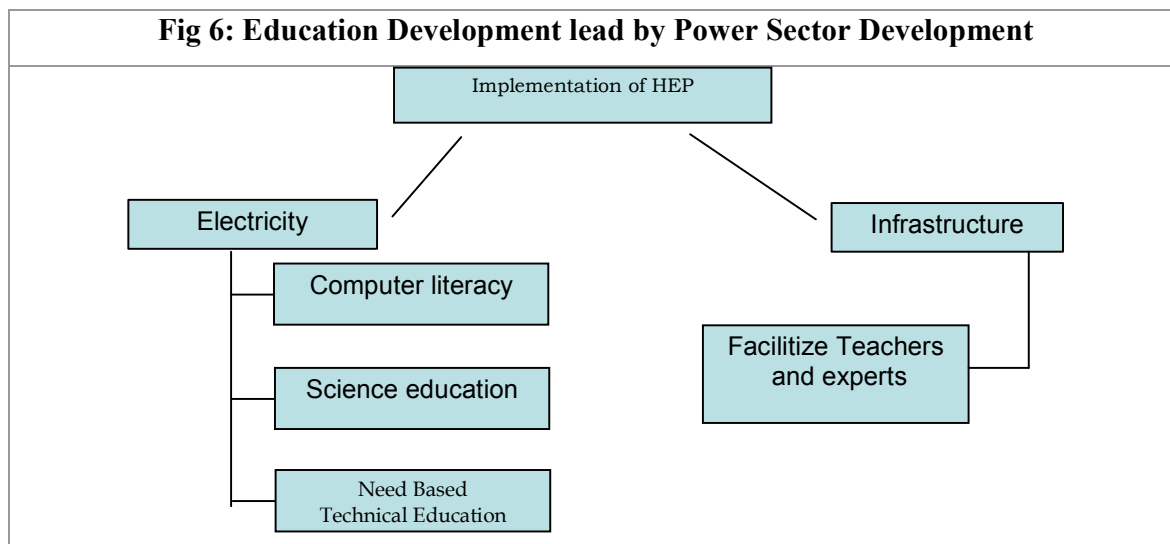 Fig 6: Education Development lead by Power Sector Development
Implementation of HEP
Electricity
Infrastructure
Computer literacy
Facilitize Teachers
and experts
Science education
Need Based
Technical Education